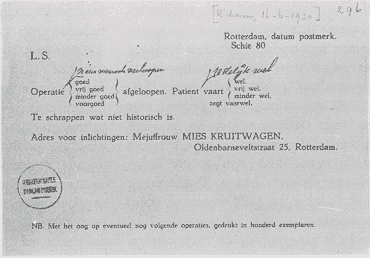 [R'dam, 16-6-1930] 296
Rotterdam, datum postmerk.
Schie 80
L. S.
goed wel.
Operatie vrij goed afgeloopen. Patient vaart vrij wel.
minder goed minder wel.
voorgoed zegt vaarwel.
Te schrappen wat niet historisch is.
Adres voor inlichtingen: Mejuffrouw MIES KRUITWAGEN,
Oldenbarneveltstraat 25, Rotterdam.
NB. Met het oog op eventueel nog volgende operaties, gedrukt in honderd exemplaren.